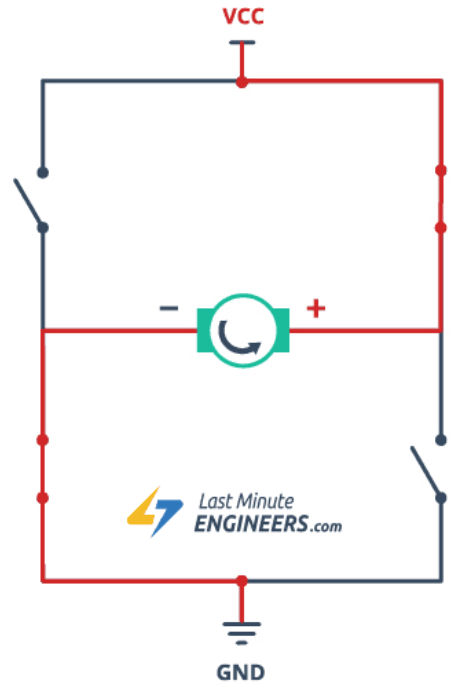 VCC
− +
Last Minute
ENGINEERS.com
GND